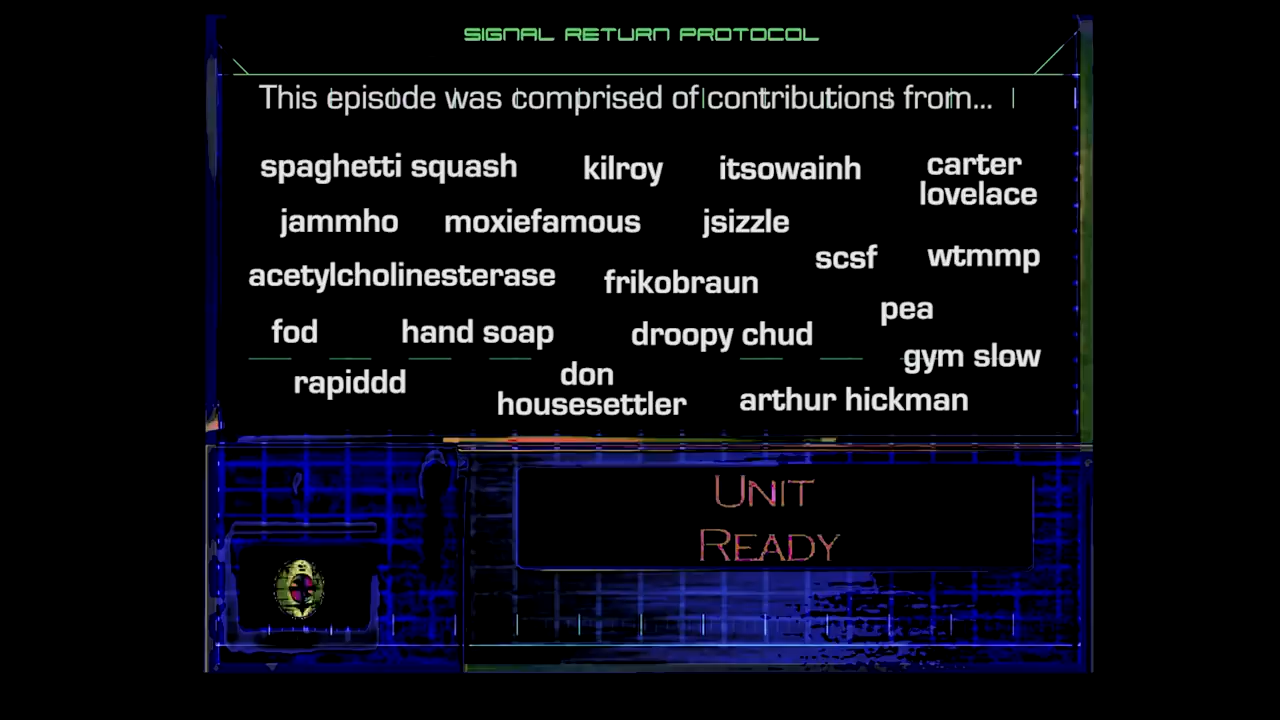 SIGNAL RETURN PROTOCOL
This episode was comprised of contributions from...
spaghetti squash kilroy itsowainh carter lovelace
jammho moxiefamous jsizzle
scsf wtmmp
acetylcholinesterase frikobraun
pea
fod hand soap droopy chud
gym slow
rapiddd don housesettler arthur hickman
Unit
Ready